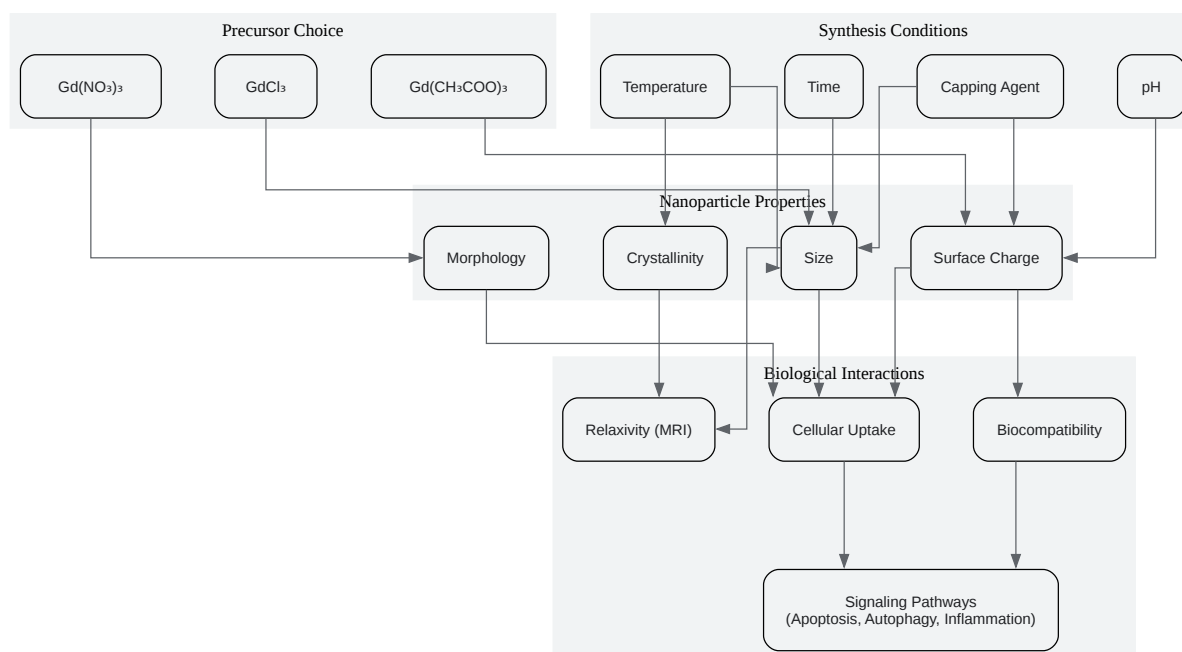 Precursor Choice
Synthesis Conditions
Gd(NO₃)₃
GdCl₃
Gd(CH₃COO)₃
Temperature
Time
Capping Agent
pH
Nanoparticle Properties
Morphology
Crystallinity
Size
Surface Charge
Biological Interactions
Relaxivity (MRI)
Cellular Uptake
Biocompatibility
Signaling Pathways
(Apoptosis, Autophagy, Inflammation)